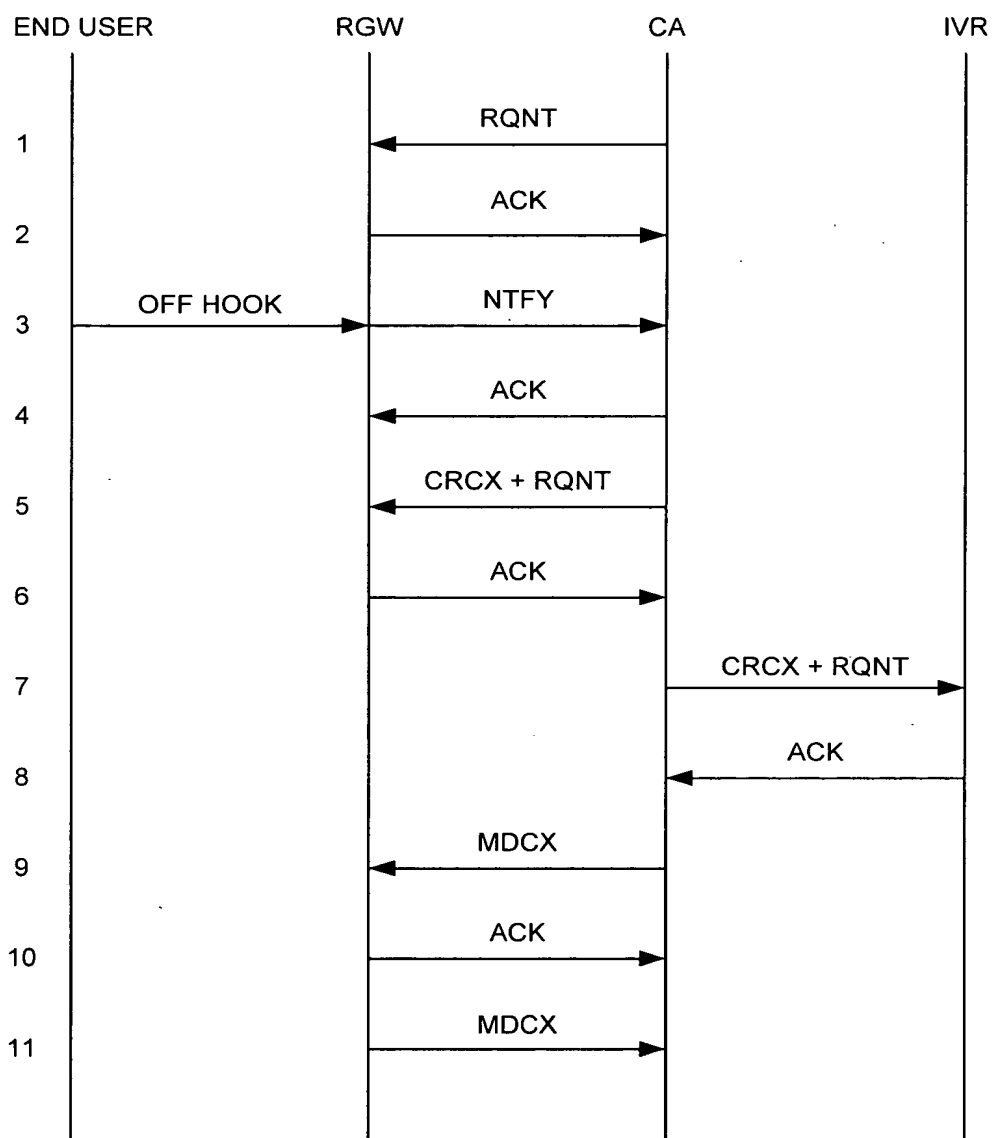 END USER RGW CA IVR
RQNT
1
ACK
2
OFF HOOK NTFY
3
ACK
4
CRCX + RQNT
5
ACK
6
CRCX + RQNT
7
ACK
8
MDCX
9
ACK
10
MDCX
11